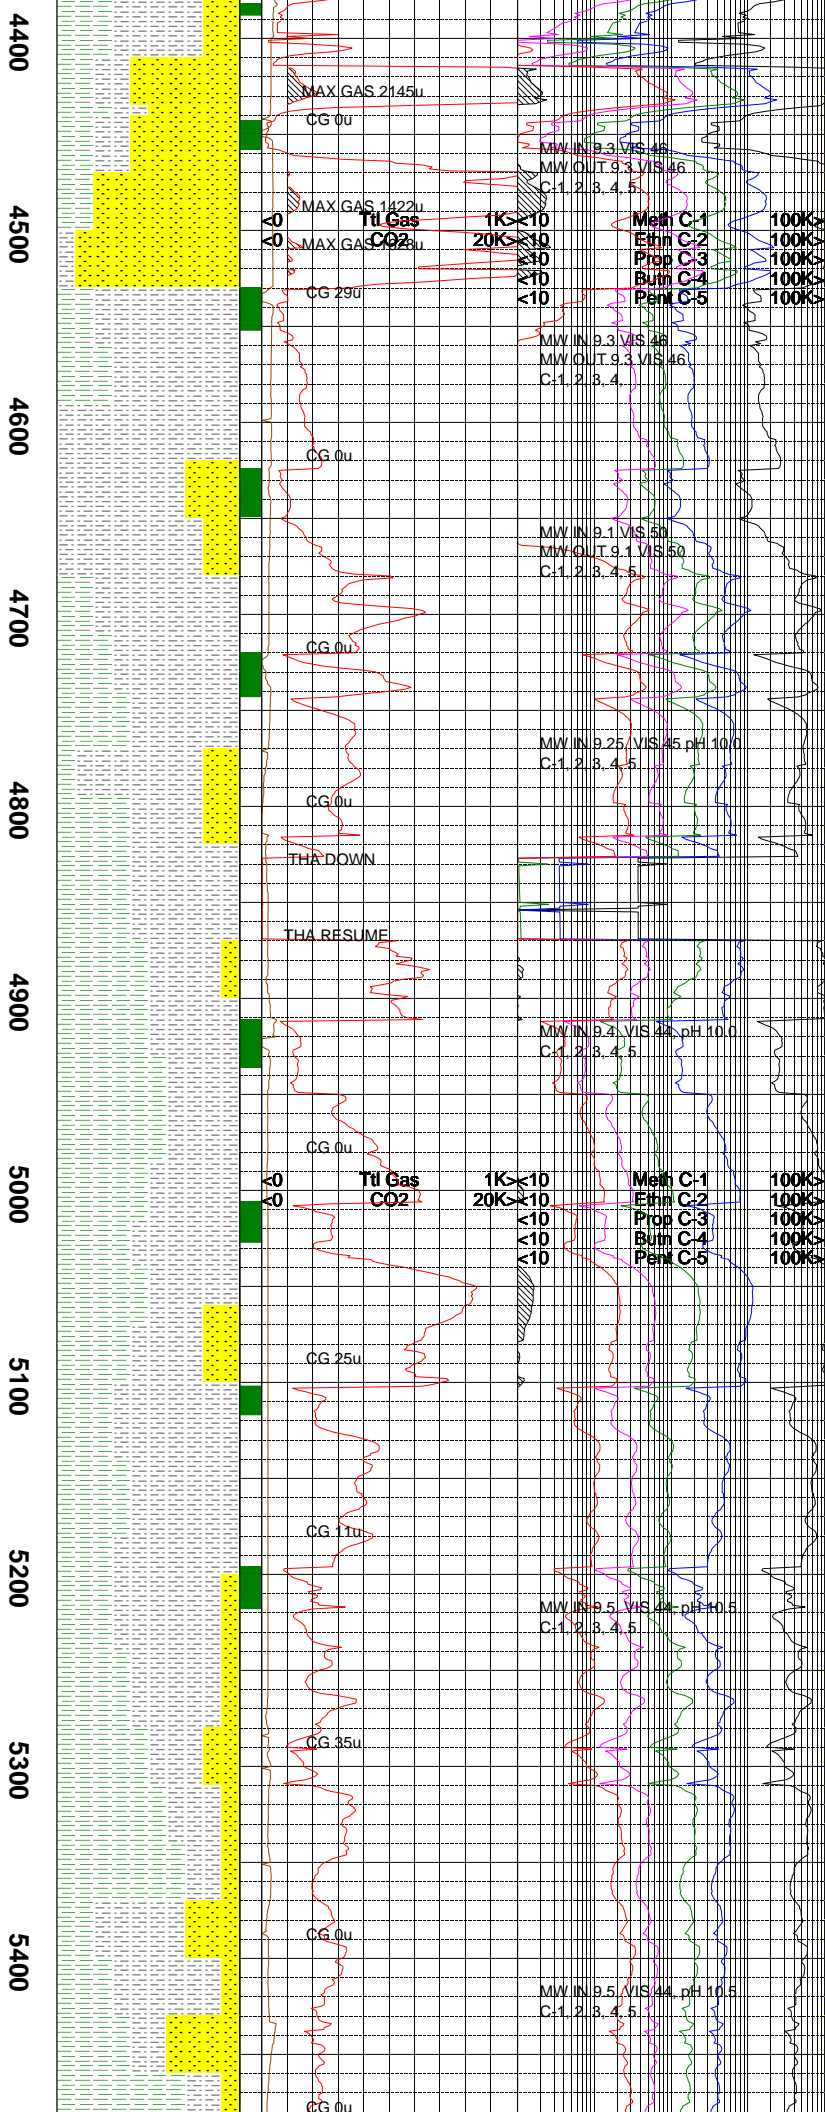 4400
MAX GAS 2145u
CG 0u
MW IN 9.3 VIS 46
MW OUT 9.3 VIS 46
C-1, 2, 3, 4, 5
MAX GAS 1422u
4500
<0 Ttl Gas 1K>
<0 CO2 20K>
<10 Meth C-1 100K>
<10 Ethn C-2 100K>
<10 Prop C-3 100K>
<10 Butn C-4 100K>
<10 Pent C-5 100K>
MAX GAS
CG 29u
MW IN 9.3 VIS 46
MW OUT 9.3 VIS 46
C-1, 2, 3, 4,
4600
CG 0u
MW IN 9.1 VIS 50
MW OUT 9.1 VIS 50
C-1, 2, 3, 4, 5
4700
CG 0u
MW IN 9.25, VIS 45 pH 10.0
C-1, 2, 3, 4, 5
4800
CG 0u
THA DOWN
THA RESUME
4900
MW IN 9.4, VIS 44, pH 10.0
C-1, 2, 3, 4, 5
CG 0u
5000
<0 Ttl Gas 1K>
<0 CO2 20K>
<10 Meth C-1 100K>
<10 Ethn C-2 100K>
<10 Prop C-3 100K>
<10 Butn C-4 100K>
<10 Pent C-5 100K>
CG 25u
5100
CG 11u
5200
MW IN 9.5, VIS 44, pH 10.5
C-1, 2, 3, 4, 5
CG 35u
5300
CG 0u
5400
MW IN 9.5, VIS 44, pH 10.5
C-1, 2, 3, 4, 5
CG 0u